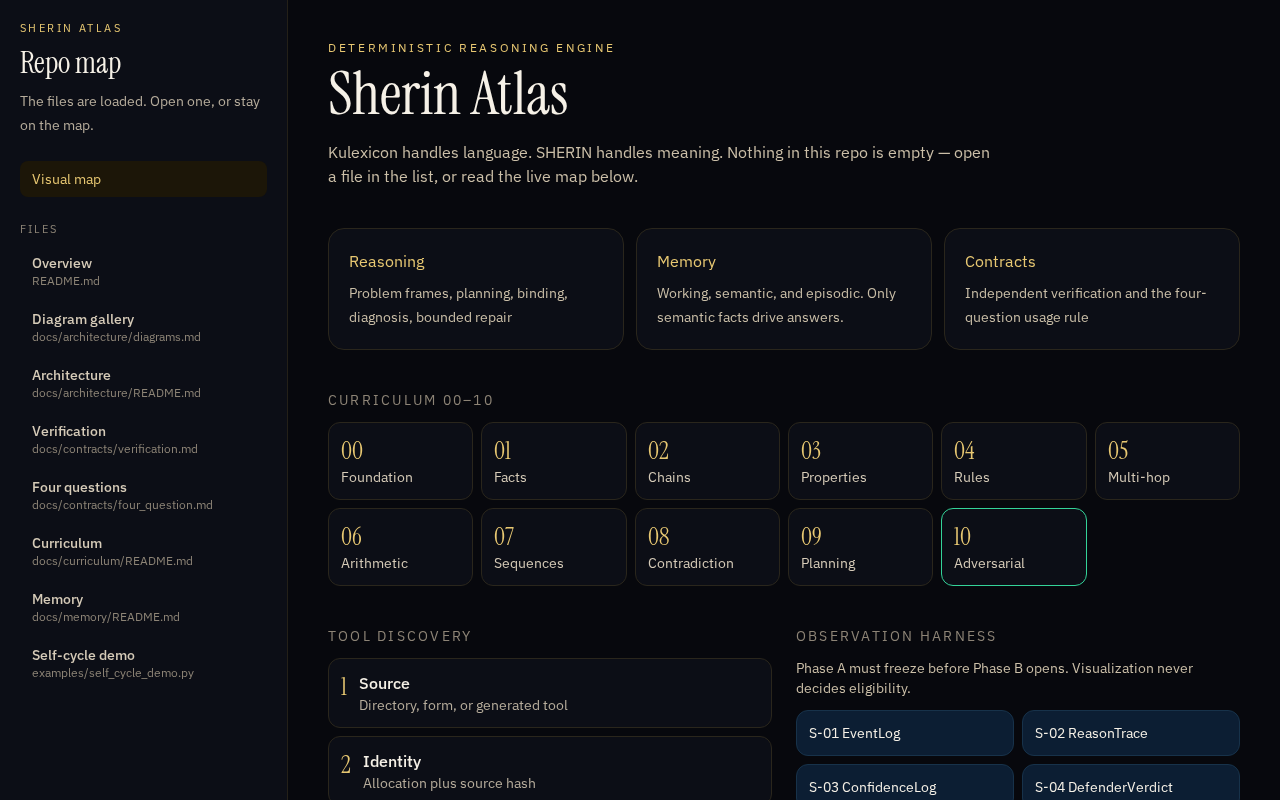 SHERIN ATLAS
Repo map
The files are loaded. Open one, or stay
on the map.
Visual map
FILES
Overview
README.md
Diagram gallery
docs/architecture/diagrams.md
Architecture
docs/architecture/README.md
Verification
docs/contracts/verification.md
Four questions
docs/contracts/four_question.md
Curriculum
docs/curriculum/README.md
Memory
docs/memory/README.md
Self-cycle demo
examples/self_cycle_demo.py
DETERMINISTIC REASONING ENGINE
Sherin Atlas
Kulexicon handles language. SHERIN handles meaning. Nothing in this repo is empty — open
a file in the list, or read the live map below.
Reasoning
Problem frames, planning, binding,
diagnosis, bounded repair
Memory
Working, semantic, and episodic. Only
semantic facts drive answers.
Contracts
Independent verification and the four-
question usage rule
CURRICULUM 00–10
00
Foundation
01
Facts
02
Chains
03
Properties
04
Rules
05
Multi-hop
06
Arithmetic
07
Sequences
08
Contradiction
09
Planning
10
Adversarial
TOOL DISCOVERY
1
Source
Directory, form, or generated tool
2
Identity
Allocation plus source hash
OBSERVATION HARNESS
Phase A must freeze before Phase B opens. Visualization never
decides eligibility.
S-01 EventLog
S-02 ReasonTrace
S-03 ConfidenceLog
S-04 DefenderVerdict